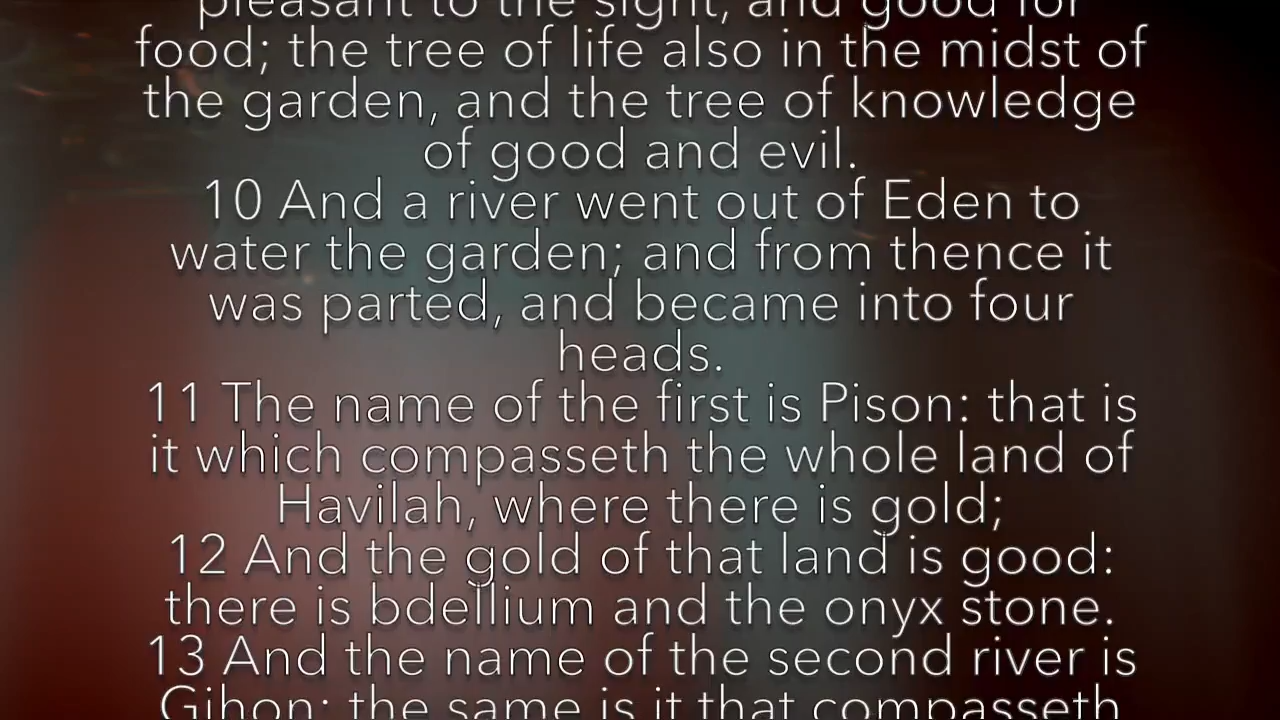 pleasant to the sight, and good for
food; the tree of life also in the midst of
the garden, and the tree of knowledge
of good and evil.
10 And a river went out of Eden to
water the garden; and from thence it
was parted, and became into four
heads.
11 The name of the first is Pison: that is
it which compasseth the whole land of
Havilah, where there is gold;
12 And the gold of that land is good:
there is bdellium and the onyx stone.
13 And the name of the second river is
Gihon: the same is it that compasseth